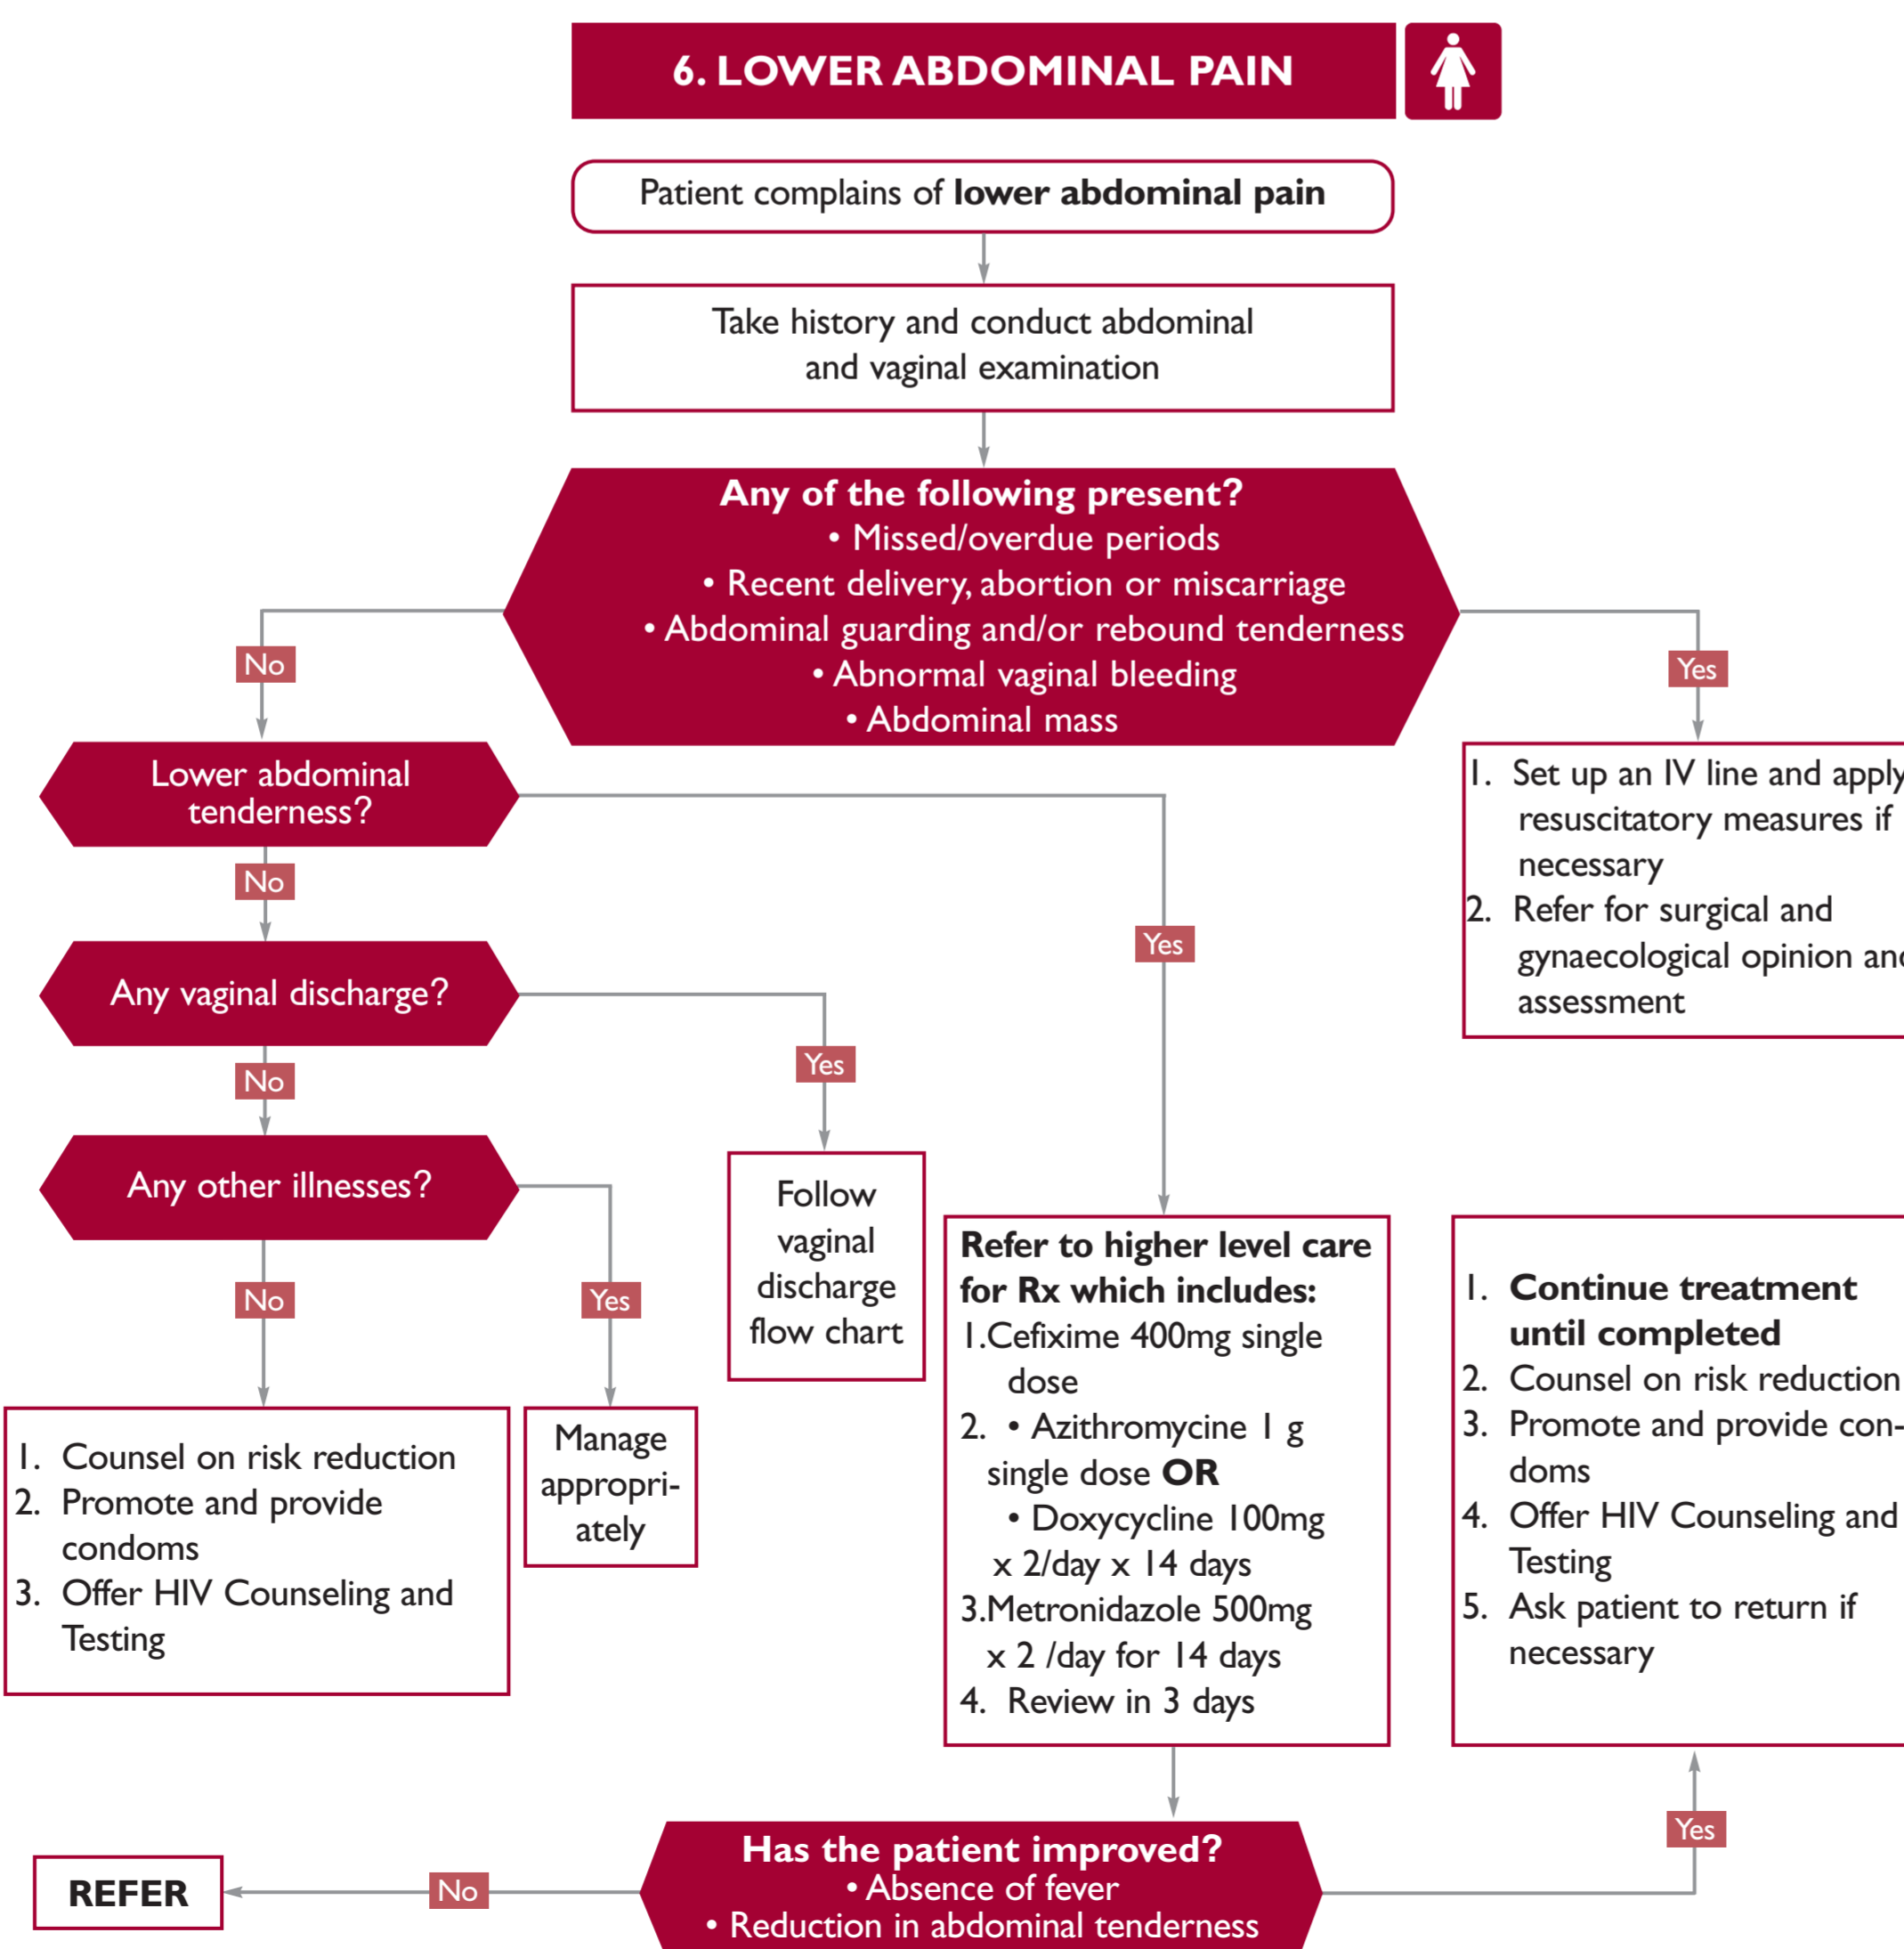 6. LOWER ABDOMINAL PAIN
Patient complains of lower abdominal pain
Take history and conduct abdominal
and vaginal examination
Any of the following present?
• Missed/overdue periods
• Recent delivery, abortion or miscarriage
• Abdominal guarding and/or rebound tenderness
• Abnormal vaginal bleeding
• Abdominal mass
No
Yes
Lower abdominal
tenderness?
1. Set up an IV line and apply
resuscitatory measures if
necessary
2. Refer for surgical and
gynaecological opinion and
assessment
No
Yes
Any vaginal discharge?
No
Yes
Any other illnesses?
No
Yes
Follow
vaginal
discharge
flow chart
Refer to higher level care
for Rx which includes:
1.Cefixime 400mg single
dose
2. • Azithromycine 1 g
single dose OR
• Doxycycline 100mg
x 2/day x 14 days
3.Metronidazole 500mg
x 2 /day for 14 days
4. Review in 3 days
1. Continue treatment
until completed
2. Counsel on risk reduction
3. Promote and provide con-
doms
4. Offer HIV Counseling and
Testing
5. Ask patient to return if
necessary
1. Counsel on risk reduction
2. Promote and provide
condoms
3. Offer HIV Counseling and
Testing
Manage
appropri-
ately
Yes
Has the patient improved?
• Absence of fever
• Reduction in abdominal tenderness
No
REFER